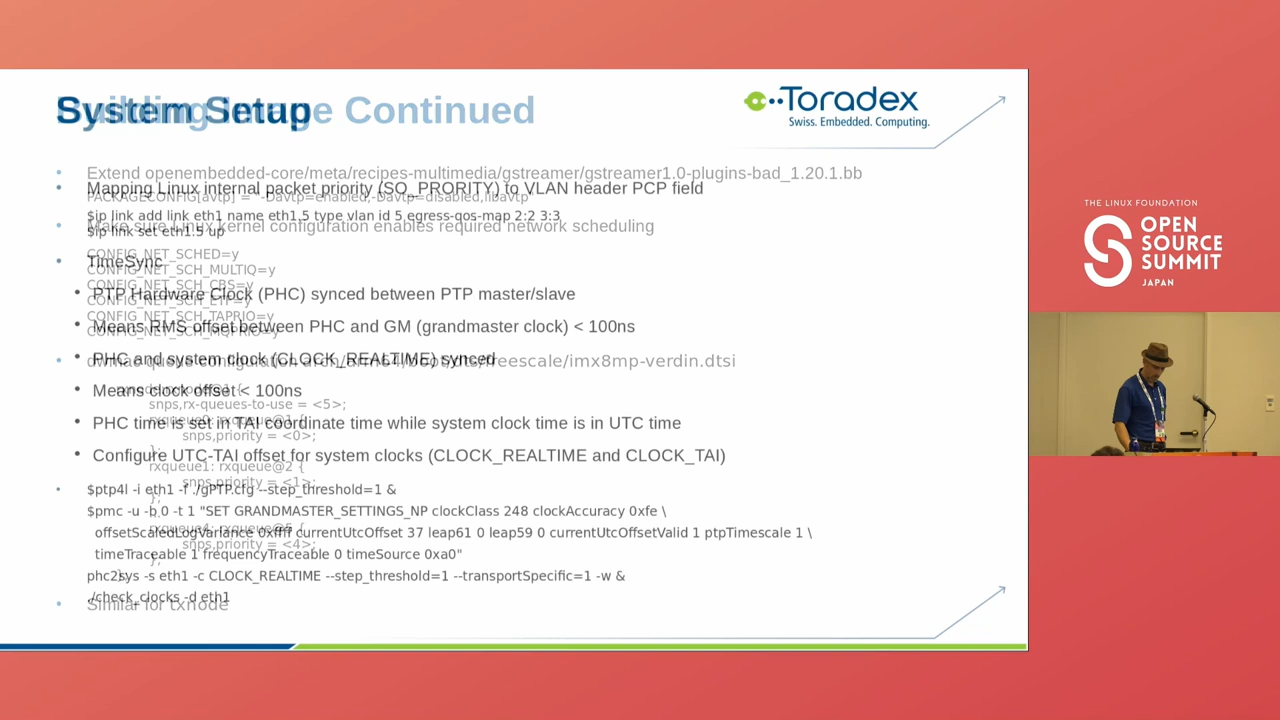 System Setup
Building Image Continued
Toradex
Swiss. Embedded. Computing.
• Extend openembedded-core/meta/recipes-multimedia/gstreamer/gstreamer1.0-plugins-bad_1.20.1.bb
• Mapping Linux internal packet priority (SO_PRORITY) to VLAN header PCP field
PACKAGECONFIG[avtp] = "-Davtp=enabled,-Davtp=disabled,libavtp"
$ip link add link eth1 name eth1.5 type vlan id 5 egress-qos-map 2:2 3:3
• Make sure Linux kernel configuration enables required network scheduling
$ip link set eth1.5 up
CONFIG_NET_SCHED=y
• TimeSync
CONFIG_NET_SCH_MULTIQ=y
CONFIG_NET_SCH_CBS=y
• PTP Hardware Clock (PHC) synced between PTP master/slave
CONFIG_NET_SCH_ETF=y
CONFIG_NET_SCH_TAPRIO=y
• Means RMS offset between PHC and GM (grandmaster clock) < 100ns
CONFIG_NET_SCH_MQPRIO=y
• PHC and system clock (CLOCK_REALTIME) synced
• dwmac queue configuration arch/arm64/boot/dts/freescale/imx8mp-verdin.dtsi
• Means clock offset < 100ns
snps,rx-queues-to-use = <5>;
rxqueue0: rxqueue@1 {
• PHC time is set in TAI coordinate time while system clock time is in UTC time
snps,priority = <0>;
};
• Configure UTC-TAI offset for system clocks (CLOCK_REALTIME and CLOCK_TAI)
rxqueue1: rxqueue@2 {
snps,priority = <1>;
• $ptp4l -i eth1 -f ./gPTP.cfg --step_threshold=1 &
};
$pmc -u -b 0 -t 1 "SET GRANDMASTER_SETTINGS_NP clockClass 248 clockAccuracy 0xfe \
offsetScaledLogVariance 0xffff currentUtcOffset 37 leap61 0 leap59 0 currentUtcOffsetValid 1 ptpTimescale 1 \
snps,priority = <4>;
timeTraceable 1 frequencyTraceable 0 timeSource 0xa0"
};
phc2sys -s eth1 -c CLOCK_REALTIME --step_threshold=1 --transportSpecific=1 -w &
};
./check_clocks -d eth1
• Similar for txnode
THE LINUX FOUNDATION
OPEN
SOURCE
SUMMIT
JAPAN